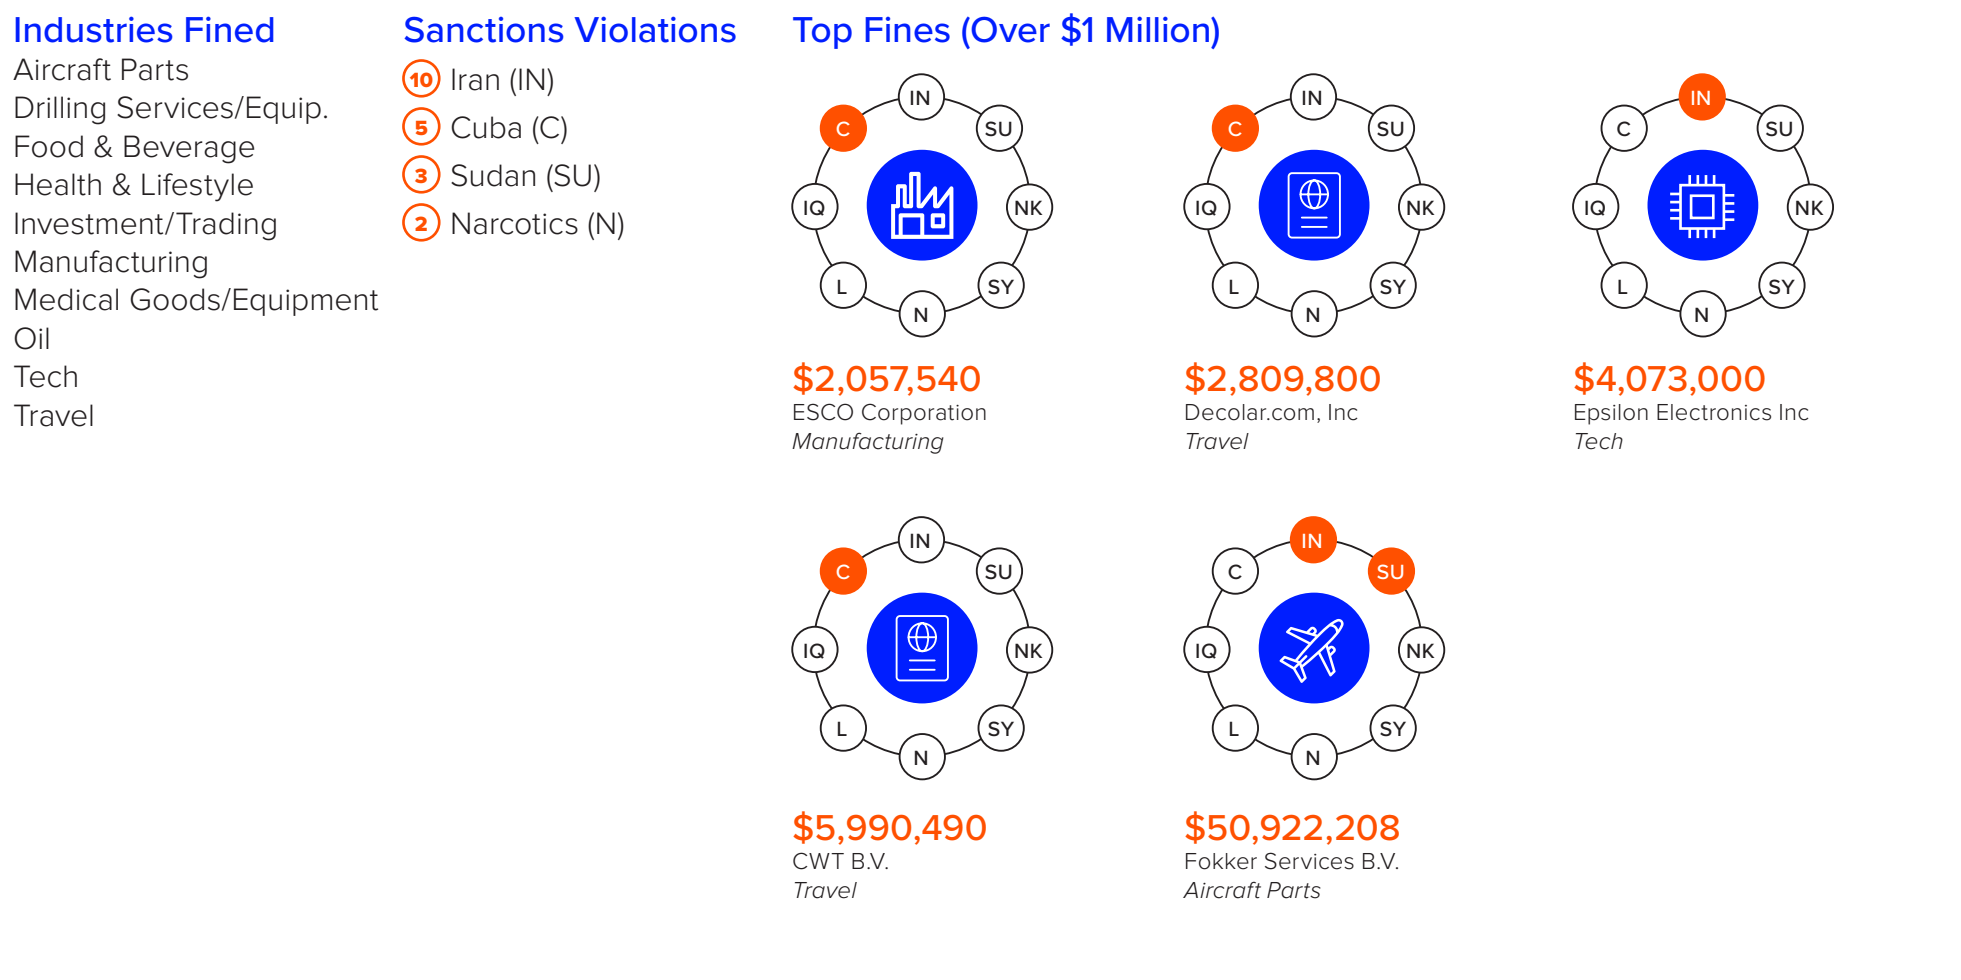 Industries Fined
Aircraft Parts
Drilling Services/Equip.
Food & Beverage
Health & Lifestyle
Investment/Trading
Manufacturing
Medical Goods/Equipment
Oil
Tech
Travel
Sanctions Violations
10 Iran (IN)
5 Cuba (C)
3 Sudan (SU)
2 Narcotics (N)
Top Fines (Over $1 Million)
IN
SU
NK
SY
N
L
IQ
C
$2,057,540
ESCO Corporation
Manufacturing
IN
SU
NK
SY
N
L
IQ
C
$2,809,800
Decolar.com, Inc
Travel
IN
SU
NK
SY
N
L
IQ
C
$4,073,000
Epsilon Electronics Inc
Tech
IN
SU
NK
SY
N
L
IQ
C
$5,990,490
CWT B.V.
Travel
IN
SU
NK
SY
N
L
IQ
C
$50,922,208
Fokker Services B.V.
Aircraft Parts